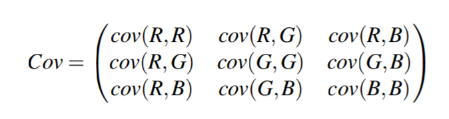 cov(R,R) cov(R,G) cov(R,B)
Cov = cov(R,G) cov(G,G) cov(G,B)
cov(R,B) cov(G,B) cov(B,B)